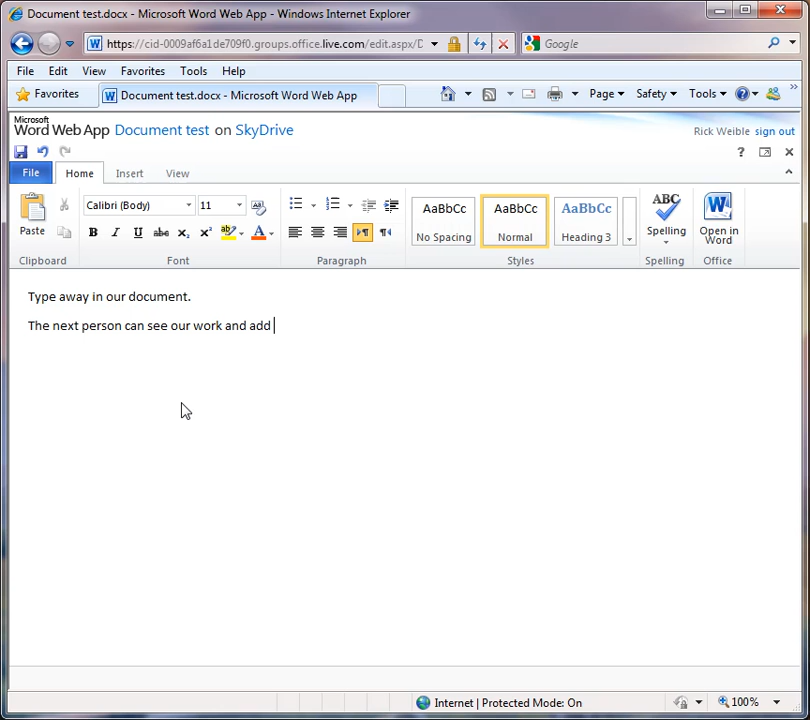 Document test.docx - Microsoft Word Web App - Windows Internet Explorer
https://cid-0009af6a1de709f0.groups.office.live.com/edit.aspx/D
Google
File Edit View Favorites Tools Help
Favorites
Document test.docx - Microsoft Word Web App
Page Safety Tools
Microsoft
Word Web App Document test on SkyDrive
Rick Weible sign out
File Home Insert View
Calibri (Body) 11
AaBbCc AaBbCc AaBbCc
ABC
Paste
B I U abc x₂ x² ab A
No Spacing Normal Heading 3
Spelling
Open in
Word
Clipboard Font Paragraph Styles Spelling Office
Type away in our document.
The next person can see our work and add
Internet | Protected Mode: On
100%